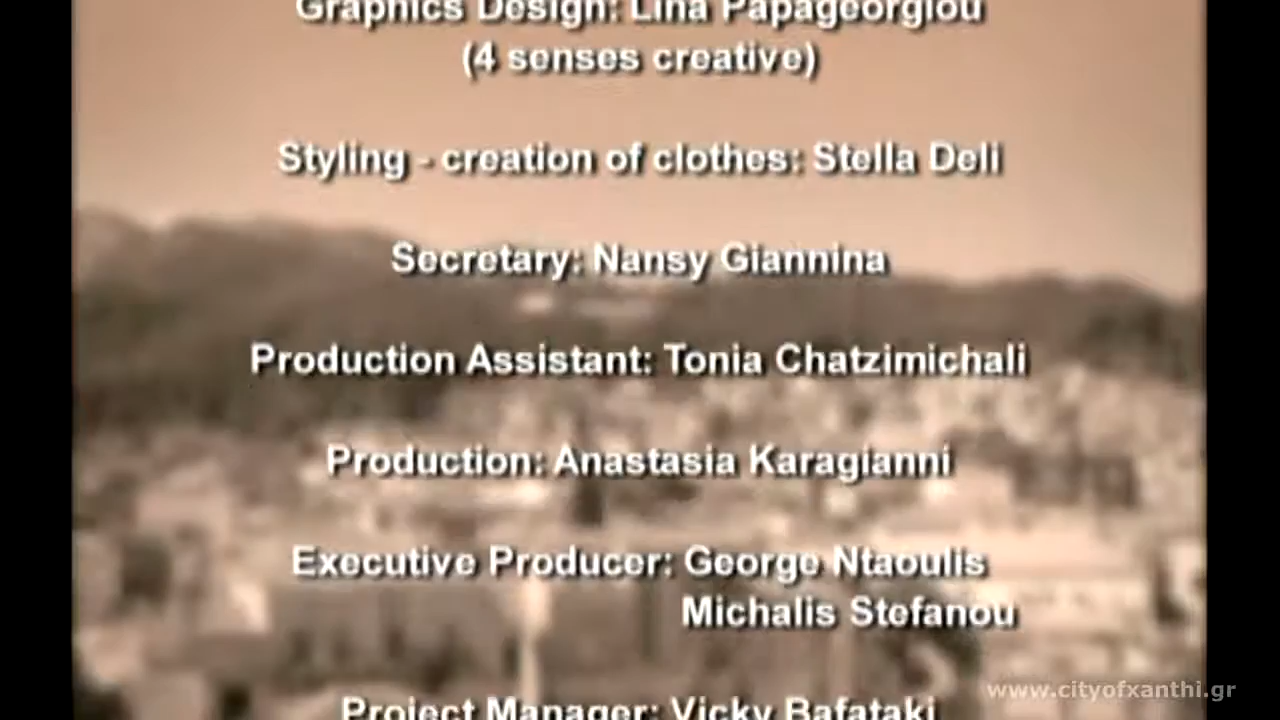 Graphics Design: Lina Papageorgiou
(4 senses creative)
Styling - creation of clothes: Stella Deli
Secretary: Nansy Giannina
Production Assistant: Tonia Chatzimichali
Production: Anastasia Karagianni
Executive Producer: George Ntaoulis
Michalis Stefanou
Project Manager: Vicky Bafataki
www.cityofxanthi.gr